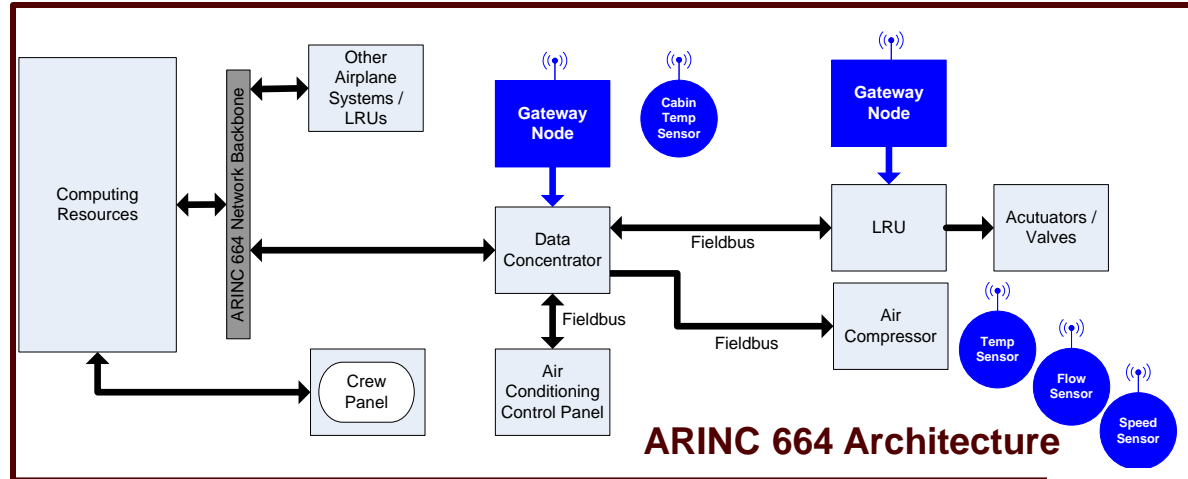 Other
Airplane
Systems /
LRUs
Gateway
Node
Cabin
Temp
Sensor
Gateway
Node
Computing
Resources
ARINC 664 Network Backbone
Data
Concentrator
Fieldbus
LRU
Acutuators /
Valves
Fieldbus
Fieldbus
Air
Compressor
Temp
Sensor
Flow
Sensor
Speed
Sensor
Crew
Panel
Air
Conditioning
Control Panel
ARINC 664 Architecture